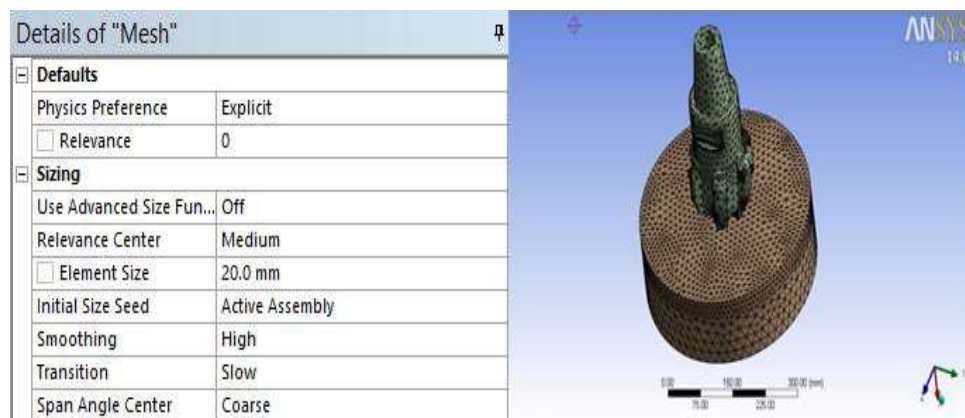 Details of "Mesh"
Defaults
Physics Preference Explicit
Relevance 0
Sizing
Use Advanced Size Fun... Off
Relevance Center Medium
Element Size 20.0 mm
Initial Size Seed Active Assembly
Smoothing High
Transition Slow
Span Angle Center Coarse
ANSYS
0.00 150.00 300.00 (mm)
75.00 225.00